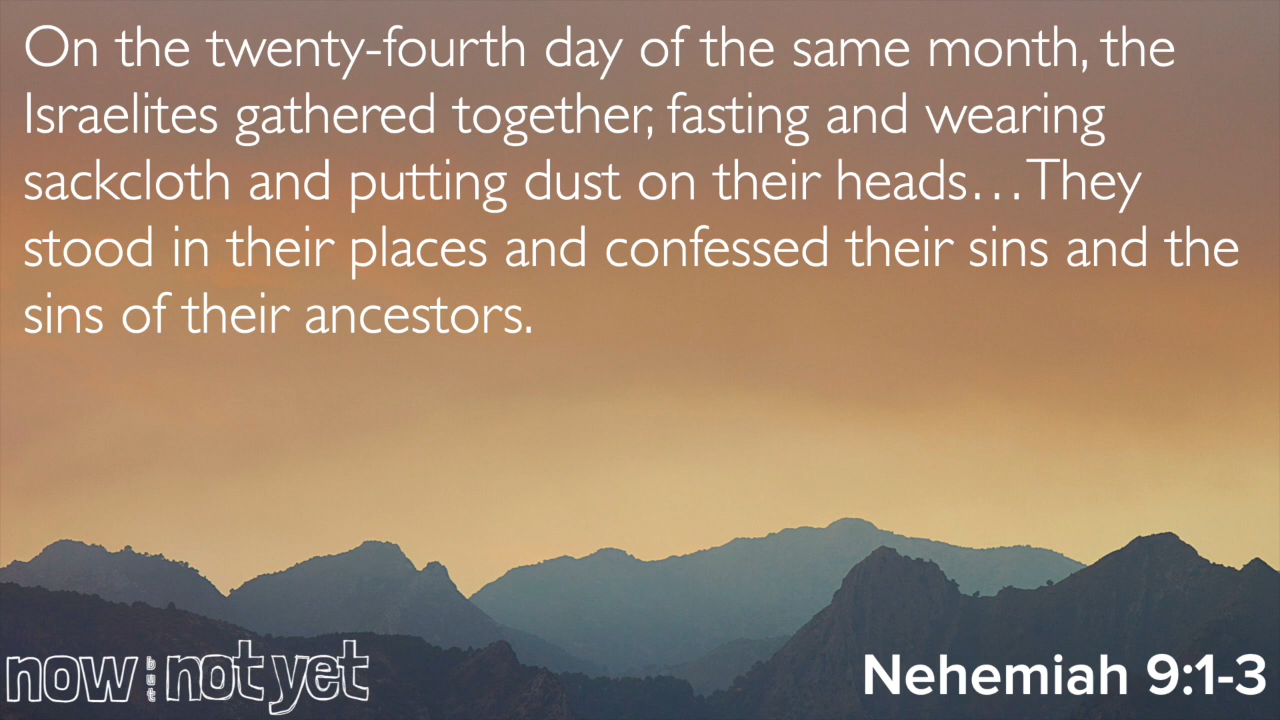 On the twenty-fourth day of the same month, the
Israelites gathered together, fasting and wearing
sackcloth and putting dust on their heads…They
stood in their places and confessed their sins and the
sins of their ancestors.
now but not yet
Nehemiah 9:1-3